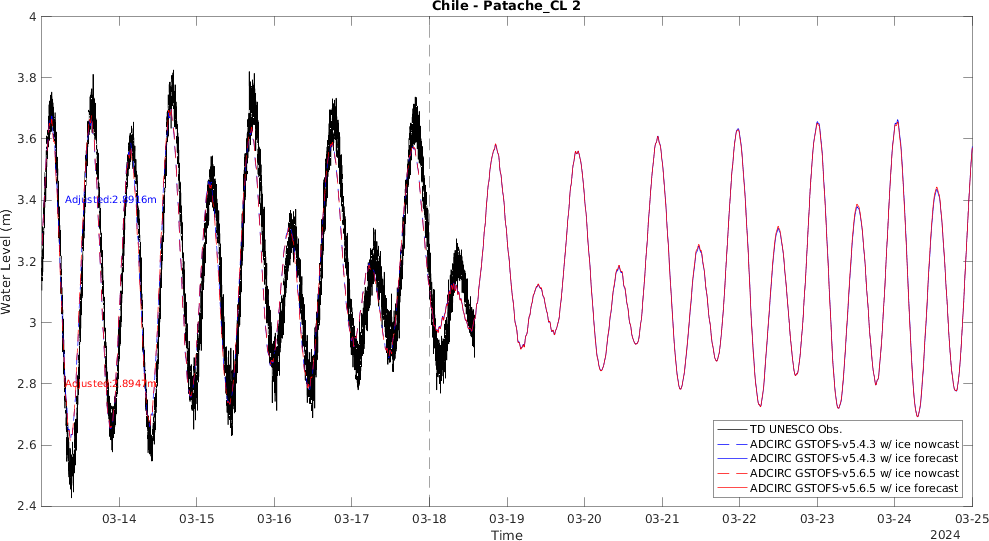 Chile - Patache_CL 2
4
3.8
3.6
3.4
3.2
3
2.8
2.6
2.4
Water Level (m)
Adjusted:2.8916m
Adjusted:2.8947m
TD UNESCO Obs.
ADCIRC GSTOFS-v5.4.3 w/ ice nowcast
ADCIRC GSTOFS-v5.4.3 w/ ice forecast
ADCIRC GSTOFS-v5.6.5 w/ ice nowcast
ADCIRC GSTOFS-v5.6.5 w/ ice forecast
03-14 03-15 03-16 03-17 03-18 03-19 03-20 03-21 03-22 03-23 03-24 03-25
Time
2024